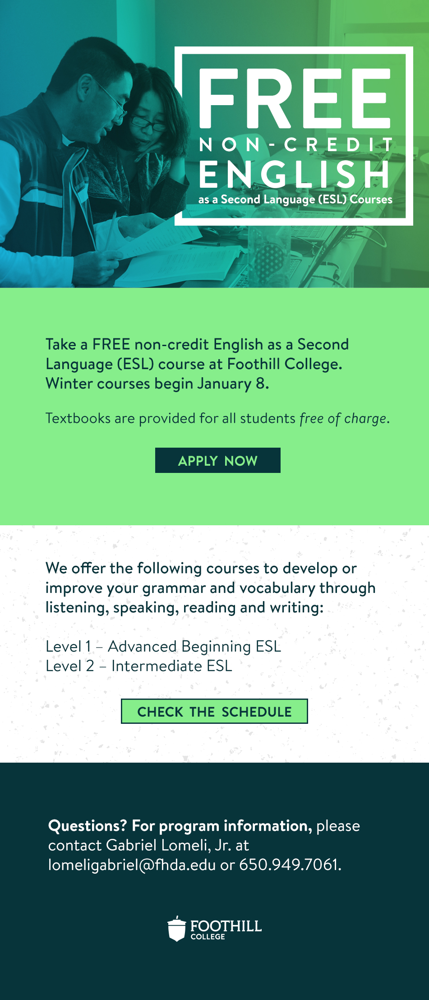 FREE
NON-CREDIT
ENGLISH
as a Second Language (ESL) Courses
Take a FREE non-credit English as a Second
Language (ESL) course at Foothill College.
Winter courses begin January 8.
Textbooks are provided for all students free of charge.
APPLY NOW
We offer the following courses to develop or
improve your grammar and vocabulary through
listening, speaking, reading and writing:
Level 1 – Advanced Beginning ESL
Level 2 – Intermediate ESL
CHECK THE SCHEDULE
Questions? For program information, please
contact Gabriel Lomeli, Jr. at
lomeligabriel@fhda.edu or 650.949.7061.
FOOTHILL
COLLEGE